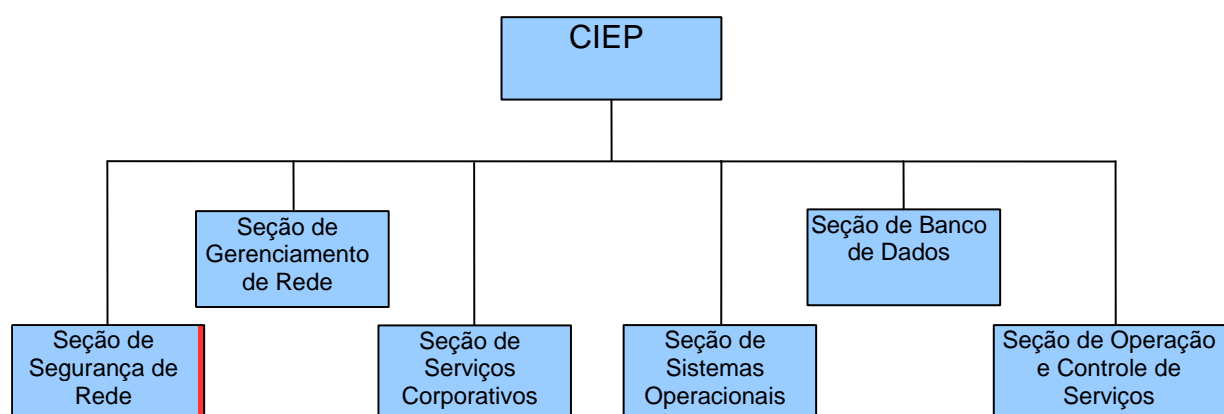 CIEP
Seção de
Gerenciamento
de Rede
Seção de Banco
de Dados
Seção de
Segurança de
Rede
Seção de
Serviços
Corporativos
Seção de
Sistemas
Operacionais
Seção de Operação
e Controle de
Serviços